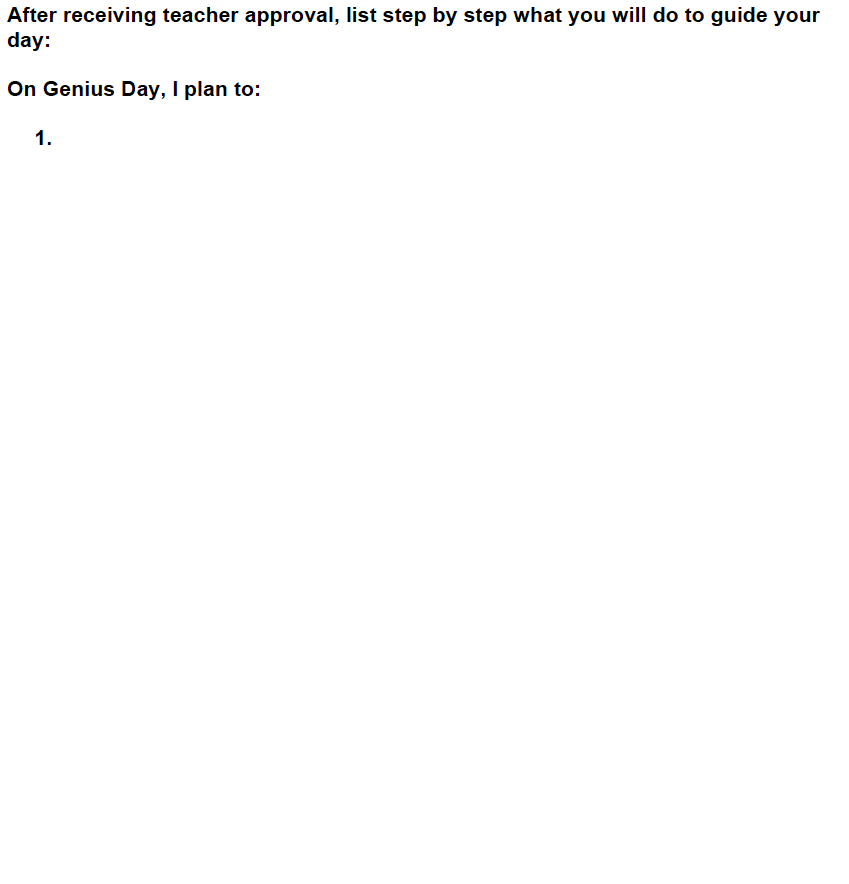 After receiving teacher approval, list step by step what you will do to guide your
day:
On Genius Day, I plan to:
1.